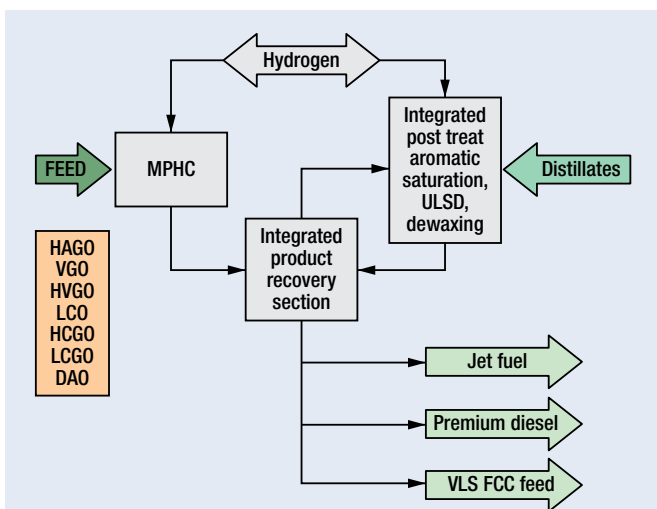 Hydrogen
FEED
MPHC
Integrated
post treat
aromatic
saturation,
ULSD,
dewaxing
Distillates
Integrated
product
recovery
section
HAGO
VGO
HVGO
LCO
HCGO
LCGO
DAO
Jet fuel
Premium diesel
VLS FCC feed